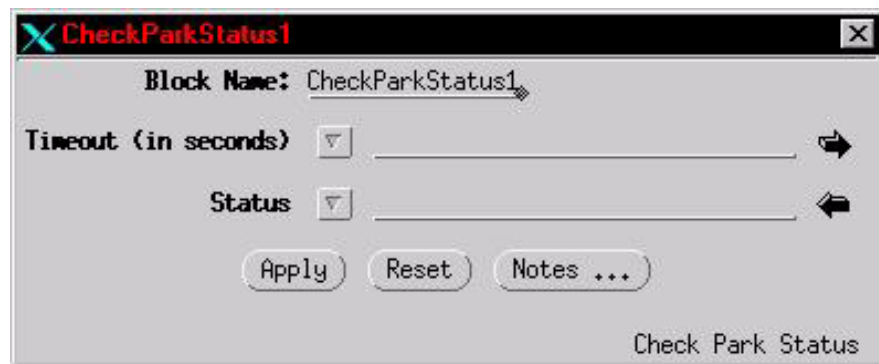 CheckParkStatus1
Block Name: CheckParkStatus1
Timeout (in seconds)
Status
Apply Reset Notes ...
Check Park Status